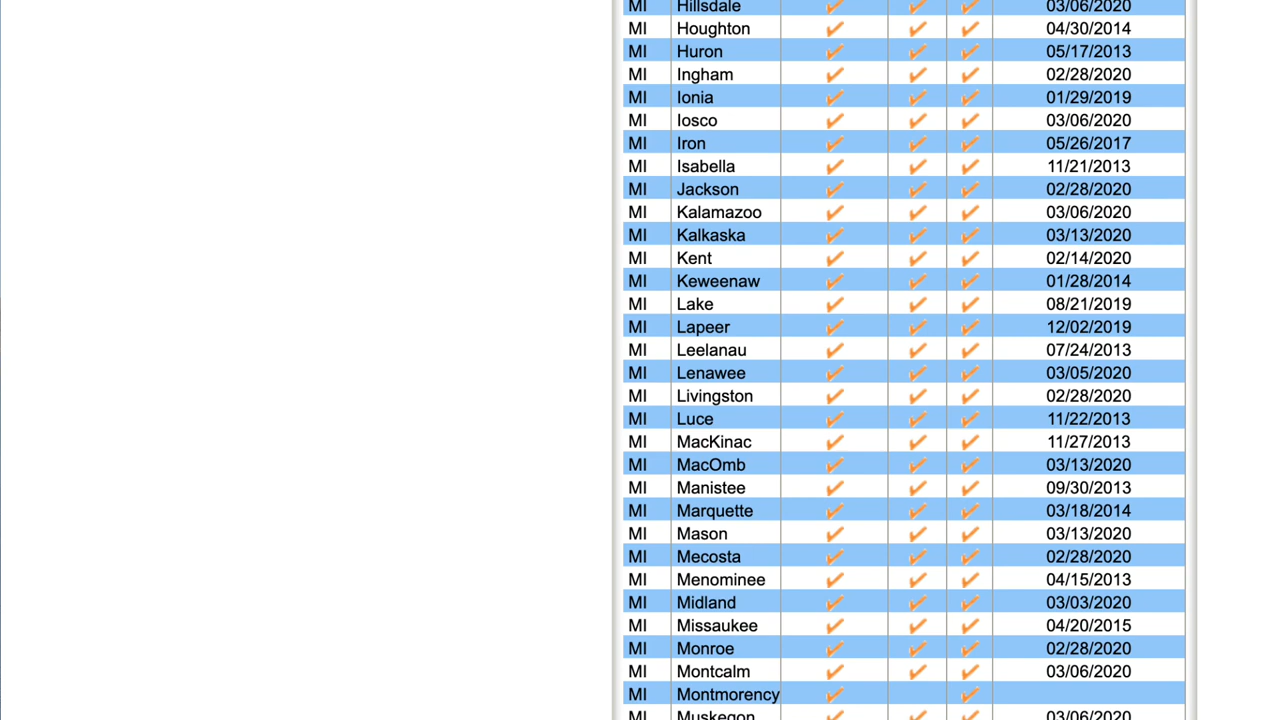 MI Hillsdale ✔ ✔ ✔ 03/06/2020
MI Houghton ✔ ✔ ✔ 04/30/2014
MI Huron ✔ ✔ ✔ 05/17/2013
MI Ingham ✔ ✔ ✔ 02/28/2020
MI Ionia ✔ ✔ ✔ 01/29/2019
MI Iosco ✔ ✔ ✔ 03/06/2020
MI Iron ✔ ✔ ✔ 05/26/2017
MI Isabella ✔ ✔ ✔ 11/21/2013
MI Jackson ✔ ✔ ✔ 02/28/2020
MI Kalamazoo ✔ ✔ ✔ 03/06/2020
MI Kalkaska ✔ ✔ ✔ 03/13/2020
MI Kent ✔ ✔ ✔ 02/14/2020
MI Keweenaw ✔ ✔ ✔ 01/28/2014
MI Lake ✔ ✔ ✔ 08/21/2019
MI Lapeer ✔ ✔ ✔ 12/02/2019
MI Leelanau ✔ ✔ ✔ 07/24/2013
MI Lenawee ✔ ✔ ✔ 03/05/2020
MI Livingston ✔ ✔ ✔ 02/28/2020
MI Luce ✔ ✔ ✔ 11/22/2013
MI MacKinac ✔ ✔ ✔ 11/27/2013
MI MacOmb ✔ ✔ ✔ 03/13/2020
MI Manistee ✔ ✔ ✔ 09/30/2013
MI Marquette ✔ ✔ ✔ 03/18/2014
MI Mason ✔ ✔ ✔ 03/13/2020
MI Mecosta ✔ ✔ ✔ 02/28/2020
MI Menominee ✔ ✔ ✔ 04/15/2013
MI Midland ✔ ✔ ✔ 03/03/2020
MI Missaukee ✔ ✔ ✔ 04/20/2015
MI Monroe ✔ ✔ ✔ 02/28/2020
MI Montcalm ✔ ✔ ✔ 03/06/2020
MI Montmorency ✔ ✔
MI Muskegon ✔ ✔ ✔ 03/06/2020